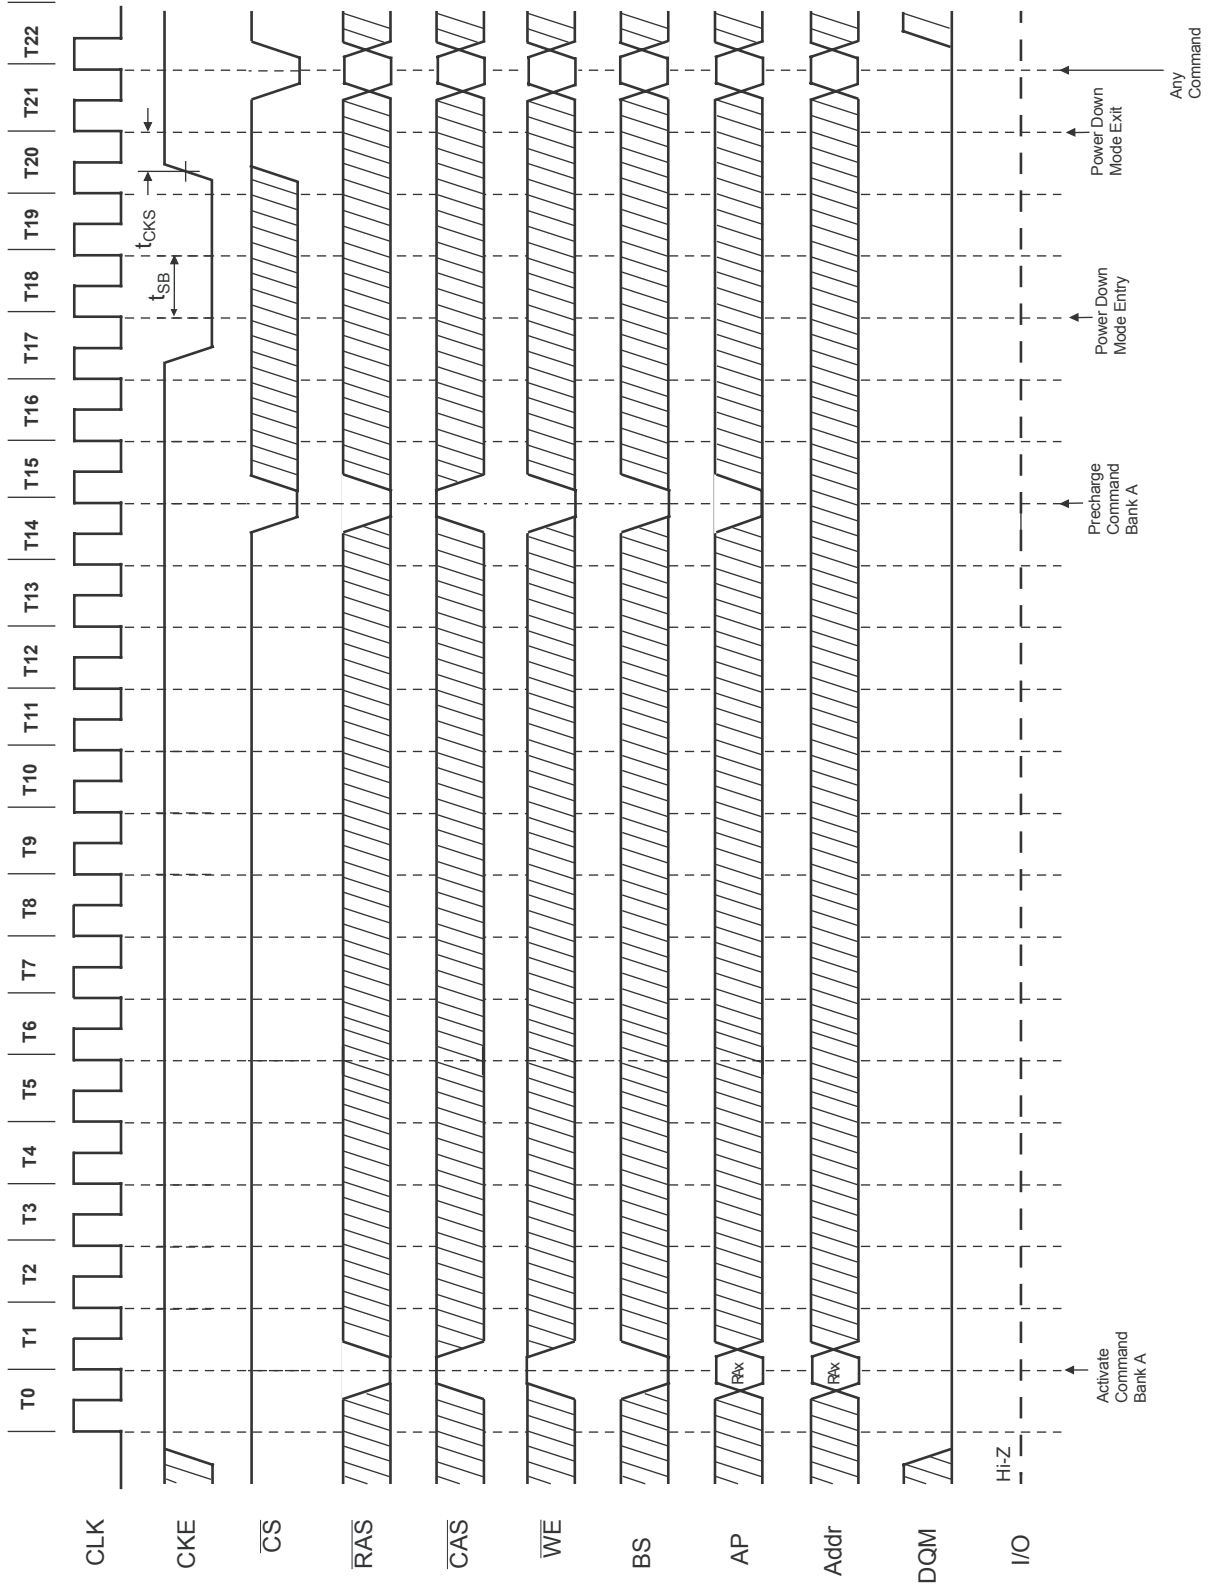 T0 T1 T2 T3 T4 T5 T6 T7 T8 T9 T10 T11 T12 T13 T14 T15 T16 T17 T18 T19 T20 T21 T22
CLK
CKE
tSB
tCKS
CS
RAS
CAS
WE
BS
AP
RAx
Addr
RAx
DQM
I/O
Hi-Z
Activate
Command
Bank A
Precharge
Command
Bank A
Power Down
Mode Entry
Power Down
Mode Exit
Any
Command